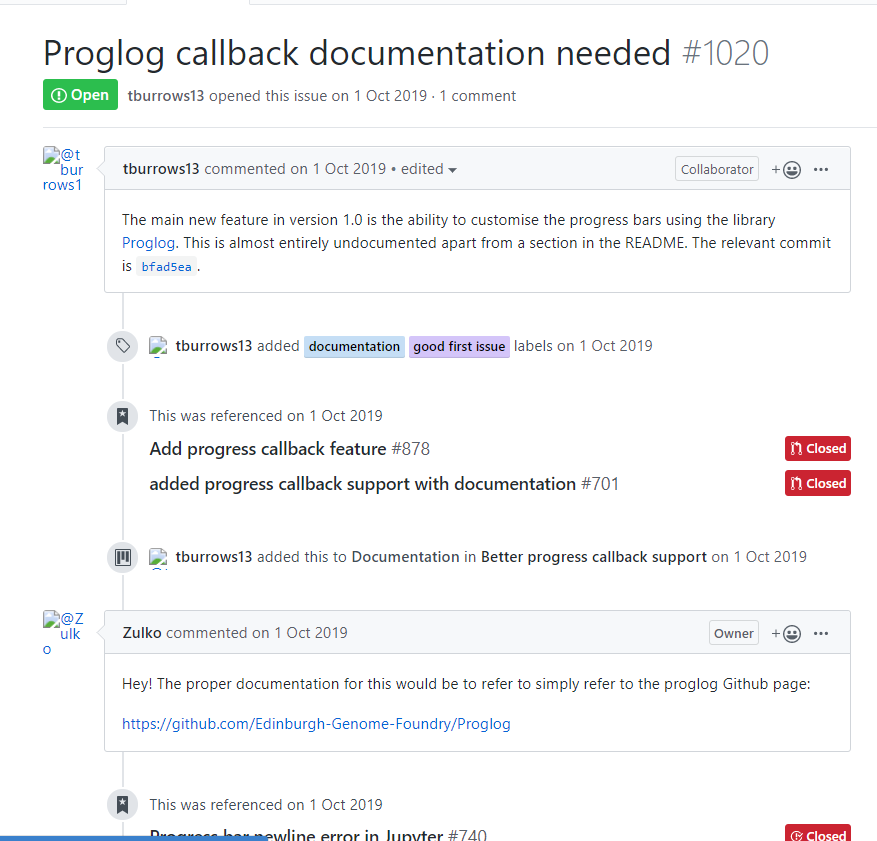 Proglog callback documentation needed #1020
Open tburrows13 opened this issue on 1 Oct 2019 · 1 comment
@t
bur
rows1
tburrows13 commented on 1 Oct 2019 • edited Collaborator + •••
The main new feature in version 1.0 is the ability to customise the progress bars using the library
Proglog. This is almost entirely undocumented apart from a section in the README. The relevant commit
is bfad5ea .
tburrows13 added documentation good first issue labels on 1 Oct 2019
This was referenced on 1 Oct 2019
Add progress callback feature #878 Closed
added progress callback support with documentation #701 Closed
tburrows13 added this to Documentation in Better progress callback support on 1 Oct 2019
@Z
ulk
o
Zulko commented on 1 Oct 2019 Owner + •••
Hey! The proper documentation for this would be to refer to simply refer to the proglog Github page:
https://github.com/Edinburgh-Genome-Foundry/Proglog
This was referenced on 1 Oct 2019
Progress bar newline error in Jupyter #740 Closed